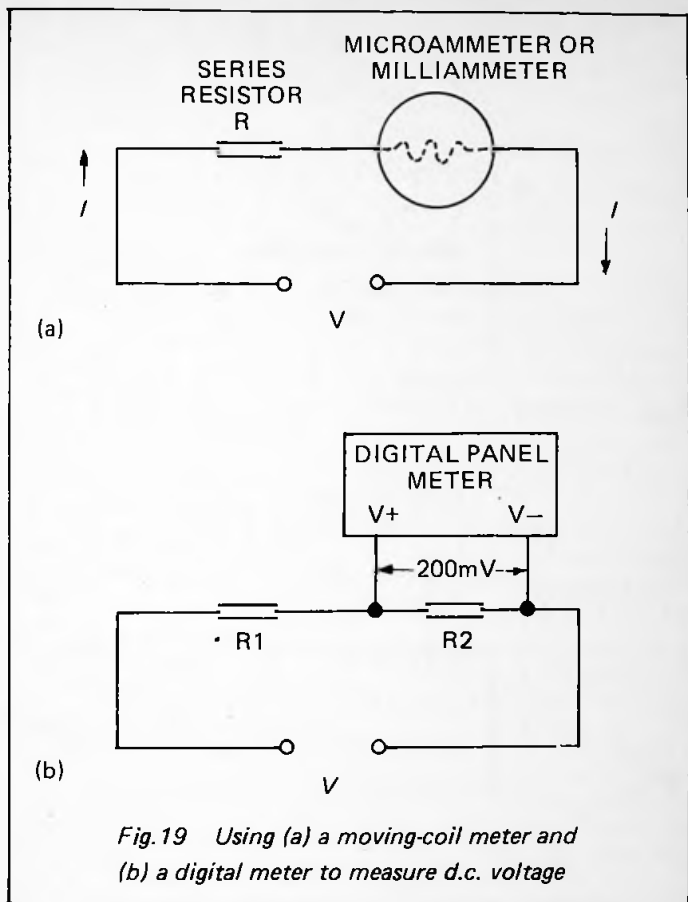 MICROAMMETER OR
MILLIAMMETER
SERIES
RESISTOR
R
I
I
V
(a)
DIGITAL PANEL
METER
V+ V−
200mV
R1 R2
V
(b)
Fig.19 Using (a) a moving-coil meter and
(b) a digital meter to measure d.c. voltage